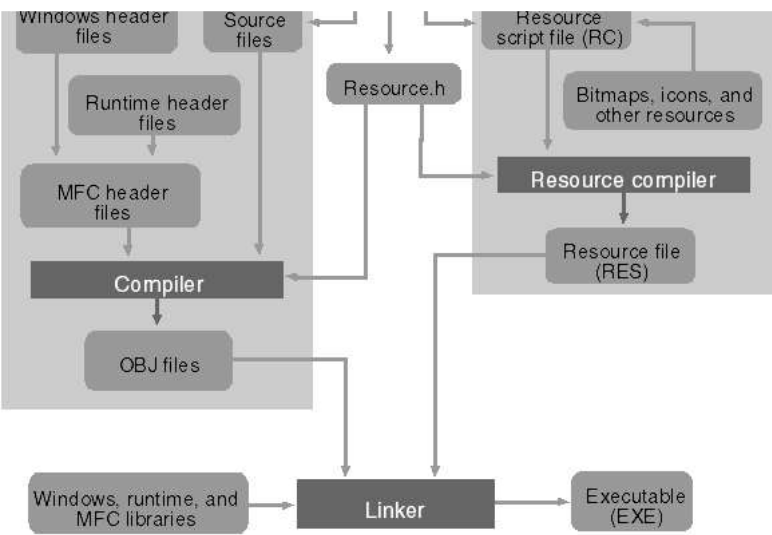 Windows header
files
Source
files
Resource
script file (RC)
Resource.h
Runtime header
files
Bitmaps, icons, and
other resources
MFC header
files
Resource compiler
Compiler
Resource file
(RES)
OBJ files
Windows, runtime, and
MFC libraries
Linker
Executable
(EXE)